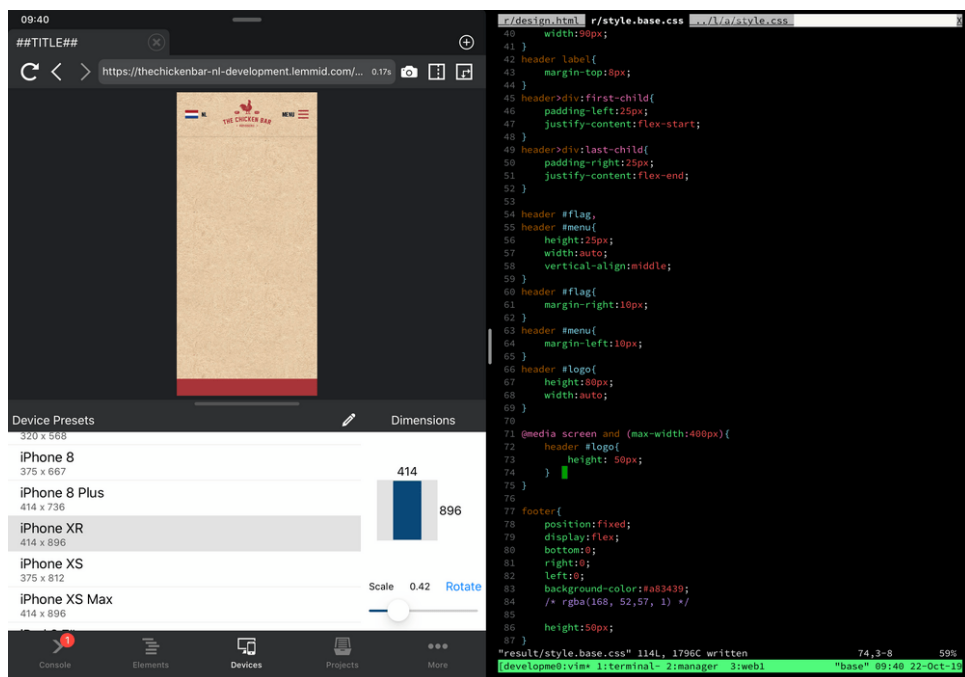 09:40
##TITLE##
https://thechickenbar-nl-development.lemmid.com/... 0.17s
NL
THE CHICKEN BAR
MENU
Device Presets
Dimensions
320 x 568
iPhone 8
375 x 667
iPhone 8 Plus
414 x 736
iPhone XR
414 x 896
iPhone XS
375 x 812
iPhone XS Max
414 x 896
414
896
Scale 0.42 Rotate
1
Console Elements Devices Projects More
r/design.html r/style.base.css ../l/a/style.css X
40 width:90px;
41 }
42 header label{
43 margin-top:8px;
44 }
45 header>div:first-child{
46 padding-left:25px;
47 justify-content:flex-start;
48 }
49 header>div:last-child{
50 padding-right:25px;
51 justify-content:flex-end;
52 }
53
54 header #flag,
55 header #menu{
56 height:25px;
57 width:auto;
58 vertical-align:middle;
59 }
60 header #flag{
61 margin-right:10px;
62 }
63 header #menu{
64 margin-left:10px;
65 }
66 header #logo{
67 height:80px;
68 width:auto;
69 }
70
71 @media screen and (max-width:400px){
72 header #logo{
73 height: 50px;
74 }
75 }
76
77 footer{
78 position:fixed;
79 display:flex;
80 bottom:0;
81 right:0;
82 left:0;
83 background-color:#a83439;
84 /* rgba(168, 52,57, 1) */
85
86 height:50px;
87 }
"result/style.base.css" 114L, 1796C written 74,3-8 59%
[developme0:vim* 1:terminal- 2:manager 3:web1 "base" 09:40 22-Oct-19